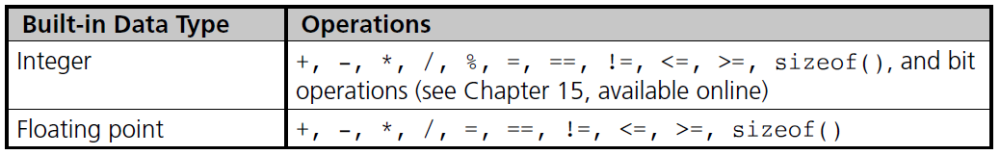 Built-in Data Type Operations
Integer +, -, *, /, %, =, ==, !=, <=, >=, sizeof(), and bit
operations (see Chapter 15, available online)
Floating point +, -, *, /, =, ==, !=, <=, >=, sizeof()